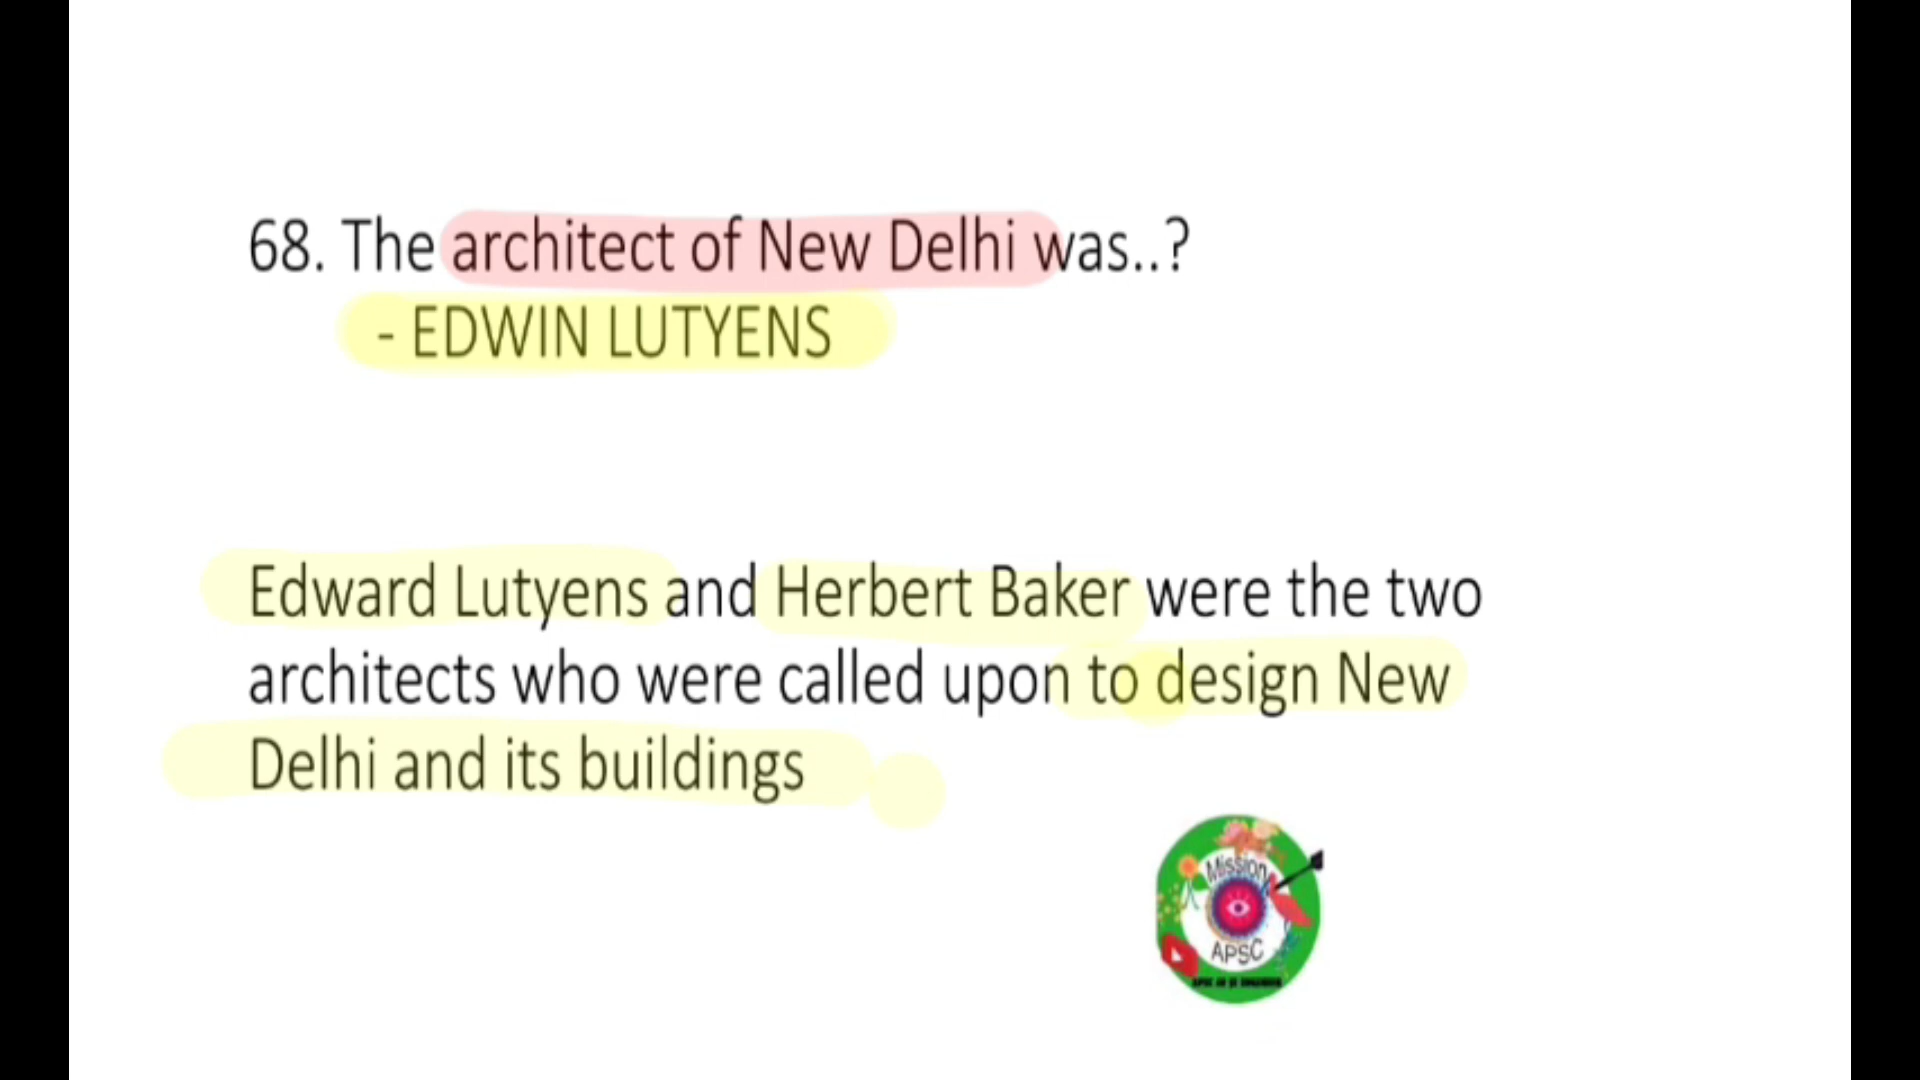 68. The architect of New Delhi was..?
- EDWIN LUTYENS
Edward Lutyens and Herbert Baker were the two
architects who were called upon to design New
Delhi and its buildings
Mission
APSC